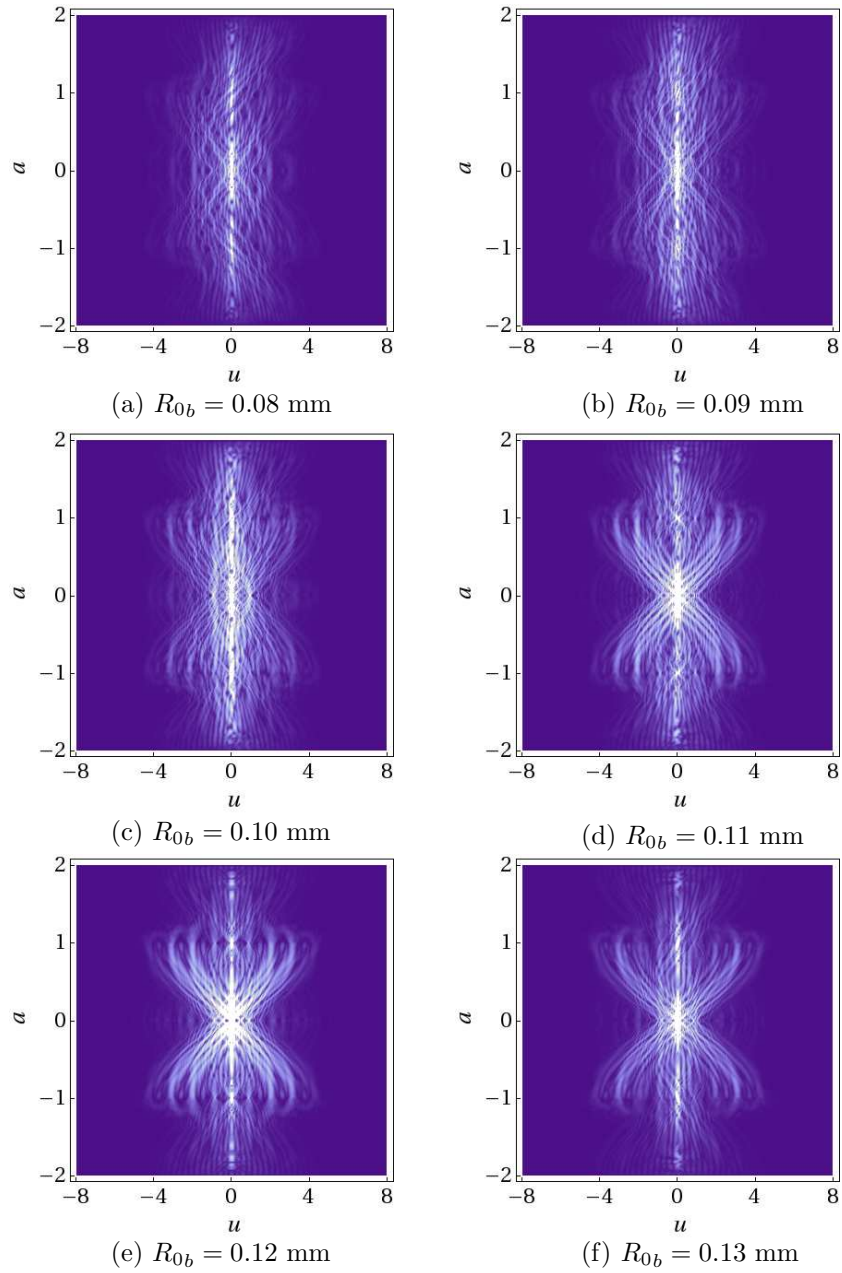 2
1
a
0
−1
−2
−8 −4 0 4 8
u
(a) R0b = 0.08 mm
2
1
a
0
−1
−2
−8 −4 0 4 8
u
(b) R0b = 0.09 mm
2
1
a
0
−1
−2
−8 −4 0 4 8
u
(c) R0b = 0.10 mm
2
1
a
0
−1
−2
−8 −4 0 4 8
u
(d) R0b = 0.11 mm
2
1
a
0
−1
−2
−8 −4 0 4 8
u
(e) R0b = 0.12 mm
2
1
a
0
−1
−2
−8 −4 0 4 8
u
(f) R0b = 0.13 mm